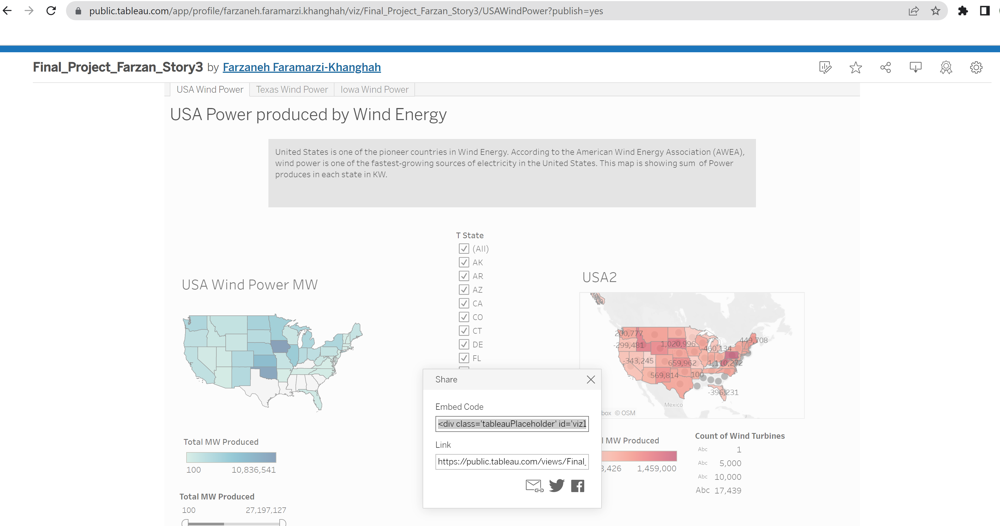 public.tableau.com/app/profile/farzaneh.faramarzi.khanghah/viz/Final_Project_Farzan_Story3/USAWindPower?publish=yes
Final_Project_Farzan_Story3 by Farzaneh Faramarzi-Khanghah
USA Wind Power
Texas Wind Power
Iowa Wind Power
USA Power produced by Wind Energy
United States is one of the pioneer countries in Wind Energy. According to the American Wind Energy Association (AWEA),
wind power is one of the fastest-growing sources of electricity in the United States. This map is showing sum  of Power
produces in each state in KW.
USA Wind Power MW
Total MW Produced
100 10,836,541
Total MW Produced
100 27,197,127
T State
(All)
AK
AR
AZ
CA
CO
CT
DE
FL
USA2
200,777
-299,481
1,020,996
-460,134
449,708
-343,245
659,962
1,110,272
569,814
100
-396,231
Mexico
box © OSM
l MW Produced
3,426 1,459,000
Count of Wind Turbines
Abc 1
Abc 5,000
Abc 10,000
Abc 17,439
Share
Embed Code
<div class='tableauPlaceholder' id='viz1
Link
https://public.tableau.com/views/Final_